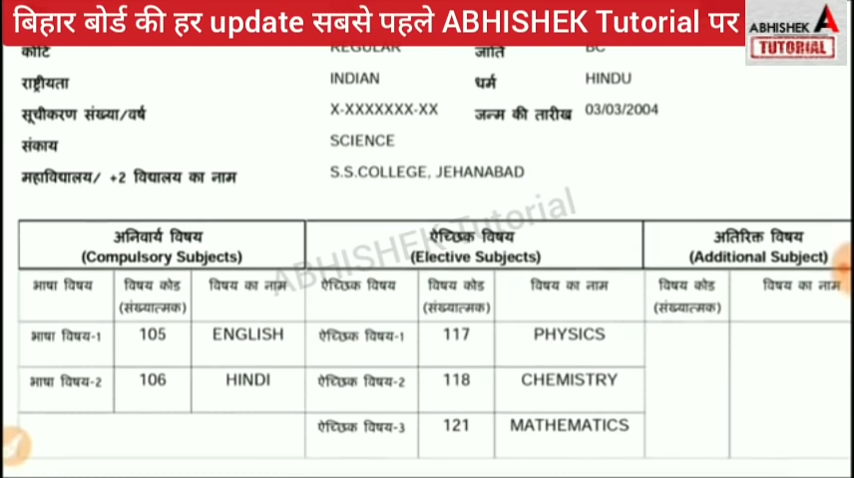 बिहार बोर्ड की हर update सबसे पहले ABHISHEK Tutorial पर
ABHISHEK A
TUTORIAL
कोटि REGULAR जाति BC
राष्ट्रीयता INDIAN धर्म HINDU
सूचीकरण संख्या/वर्ष X-XXXXXXX-XX जन्म की तारीख 03/03/2004
संकाय SCIENCE
महाविद्यालय/ +2 विद्यालय का नाम S.S.COLLEGE, JEHANABAD
ABHISHEK Tutorial
अनिवार्य विषय ऐच्छिक विषय अतिरिक्त विषय
(Compulsory Subjects) (Elective Subjects) (Additional Subject)
भाषा विषय विषय कोड विषय का नाम ऐच्छिक विषय विषय कोड विषय का नाम विषय कोड विषय का नाम
(संख्यात्मक) (संख्यात्मक) (संख्यात्मक)
भाषा विषय-1 105 ENGLISH ऐच्छिक विषय-1 117 PHYSICS
भाषा विषय-2 106 HINDI ऐच्छिक विषय-2 118 CHEMISTRY
ऐच्छिक विषय-3 121 MATHEMATICS